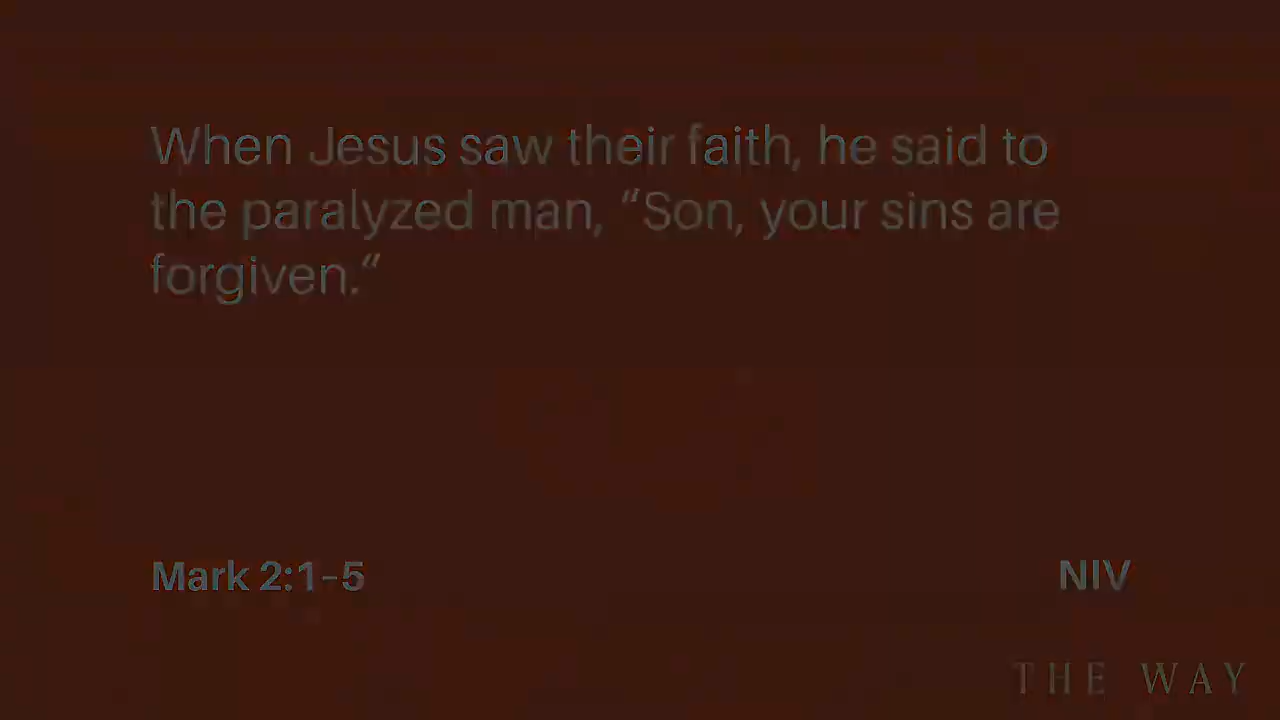 When Jesus saw their faith, he said to
the paralyzed man, “Son, your sins are
forgiven.“
Mark 2:1–5
NIV
THE WAY